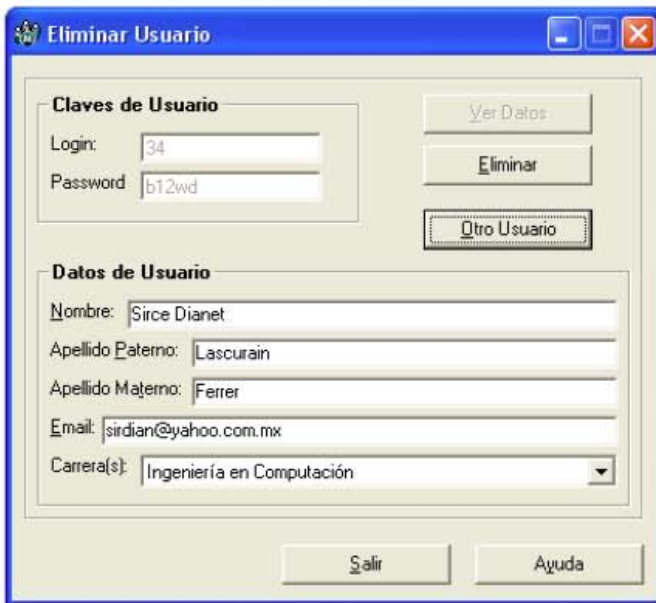 Eliminar Usuario
Claves de Usuario
Login: 34
Password b12wd
Ver Datos
Eliminar
Otro Usuario
Datos de Usuario
Nombre: Sirce Dianet
Apellido Paterno: Lascurain
Apellido Materno: Ferrer
Email: sirdian@yahoo.com.mx
Carrera(s): Ingeniería en Computación
Salir Ayuda